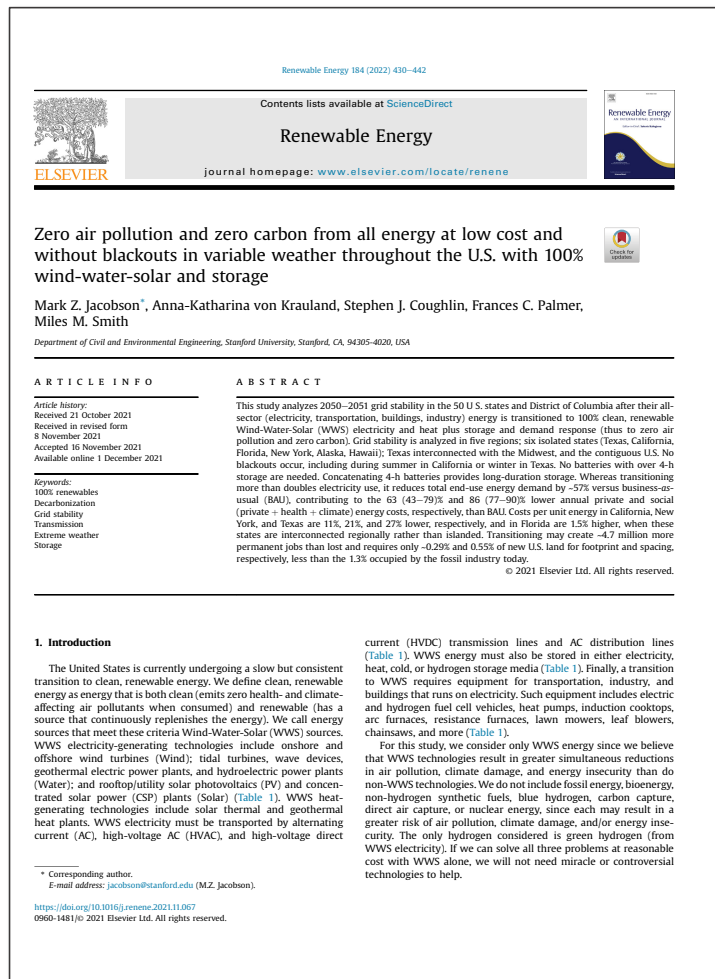 Renewable Energy 184 (2022) 430–442
Contents lists available at ScienceDirect
Renewable Energy
journal homepage: www.elsevier.com/locate/renene
ELSEVIER
Renewable Energy
AN INTERNATIONAL JOURNAL
Check for
updates
Zero air pollution and zero carbon from all energy at low cost and
without blackouts in variable weather throughout the U.S. with 100%
wind-water-solar and storage
Mark Z. Jacobson*, Anna-Katharina von Krauland, Stephen J. Coughlin, Frances C. Palmer,
Miles M. Smith
Department of Civil and Environmental Engineering, Stanford University, Stanford, CA, 94305-4020, USA
ARTICLE INFO
Article history:
Received 21 October 2021
Received in revised form
8 November 2021
Accepted 16 November 2021
Available online 1 December 2021
Keywords:
100% renewables
Decarbonization
Grid stability
Transmission
Extreme weather
Storage
ABSTRACT
This study analyzes 2050–2051 grid stability in the 50 U S. states and District of Columbia after their all-
sector (electricity, transportation, buildings, industry) energy is transitioned to 100% clean, renewable
Wind-Water-Solar (WWS) electricity and heat plus storage and demand response (thus to zero air
pollution and zero carbon). Grid stability is analyzed in five regions; six isolated states (Texas, California,
Florida, New York, Alaska, Hawaii); Texas interconnected with the Midwest, and the contiguous U.S. No
blackouts occur, including during summer in California or winter in Texas. No batteries with over 4-h
storage are needed. Concatenating 4-h batteries provides long-duration storage. Whereas transitioning
more than doubles electricity use, it reduces total end-use energy demand by ~57% versus business-as-
usual (BAU), contributing to the 63 (43–79)% and 86 (77–90)% lower annual private and social
(private + health + climate) energy costs, respectively, than BAU. Costs per unit energy in California,
New York, and Texas are 11%, 21%, and 27% lower, respectively, and in Florida are 1.5% higher, when these
states are interconnected regionally rather than islanded. Transitioning may create ~4.7 million more
permanent jobs than lost and requires only ~0.29% and 0.55% of new U.S. land for footprint and spacing,
respectively, less than the 1.3% occupied by the fossil industry today.
© 2021 Elsevier Ltd. All rights reserved.
1. Introduction
The United States is currently undergoing a slow but consistent
transition to clean, renewable energy. We define clean, renewable
energy as energy that is both clean (emits zero health- and climate-
affecting air pollutants when consumed) and renewable (has a
source that continuously replenishes the energy). We call energy
sources that meet these criteria Wind-Water-Solar (WWS) sources.
WWS electricity-generating technologies include onshore and
offshore wind turbines (Wind); tidal turbines, wave devices,
geothermal electric power plants, and hydroelectric power plants
(Water); and rooftop/utility solar photovoltaics (PV) and concen-
trated solar power (CSP) plants (Solar) (Table 1). WWS heat-
generating technologies include solar thermal and geothermal
heat plants. WWS electricity must be transported by alternating
current (AC), high-voltage AC (HVAC), and high-voltage direct
current (HVDC) transmission lines and AC distribution lines
(Table 1). WWS energy must also be stored in either electricity,
heat, cold, or hydrogen storage media (Table 1). Finally, a transition
to WWS requires equipment for transportation, industry, and
buildings that runs on electricity. Such equipment includes electric
and hydrogen fuel cell vehicles, heat pumps, induction cooktops,
arc furnaces, resistance furnaces, lawn mowers, leaf blowers,
chainsaws, and more (Table 1).
For this study, we consider only WWS energy since we believe
that WWS technologies result in greater simultaneous reductions
in air pollution, climate damage, and energy insecurity than do
non-WWS technologies. We do not include fossil energy, bioenergy,
non-hydrogen synthetic fuels, blue hydrogen, carbon capture,
direct air capture, or nuclear energy, since each may result in a
greater risk of air pollution, climate damage, and/or energy inse-
curity. The only hydrogen considered is green hydrogen (from
WWS electricity). If we can solve all three problems at reasonable
cost with WWS alone, we will not need miracle or controversial
technologies to help.
* Corresponding author.
E-mail address: jacobson@stanford.edu (M.Z. Jacobson).
https://doi.org/10.1016/j.renene.2021.11.067
0960-1481/© 2021 Elsevier Ltd. All rights reserved.